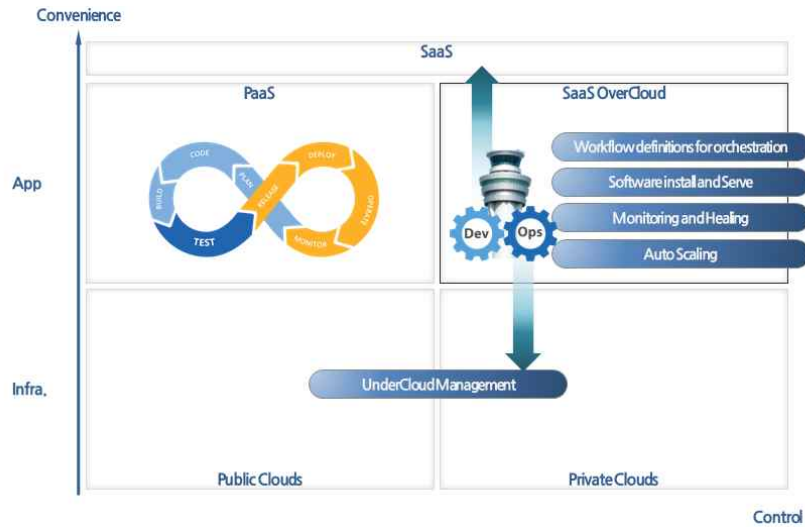 Convenience
SaaS
PaaS
SaaS OverCloud
CODE
DEPLOY
Workflow definitions for orchestration
PLAN
App
BUILD
RELEASE
OPERATE
Software install and Serve
Monitoring and Healing
Dev
Ops
TEST
MONITOR
Auto Scaling
Infra.
UnderCloud Management
Public Clouds
Private Clouds
Control